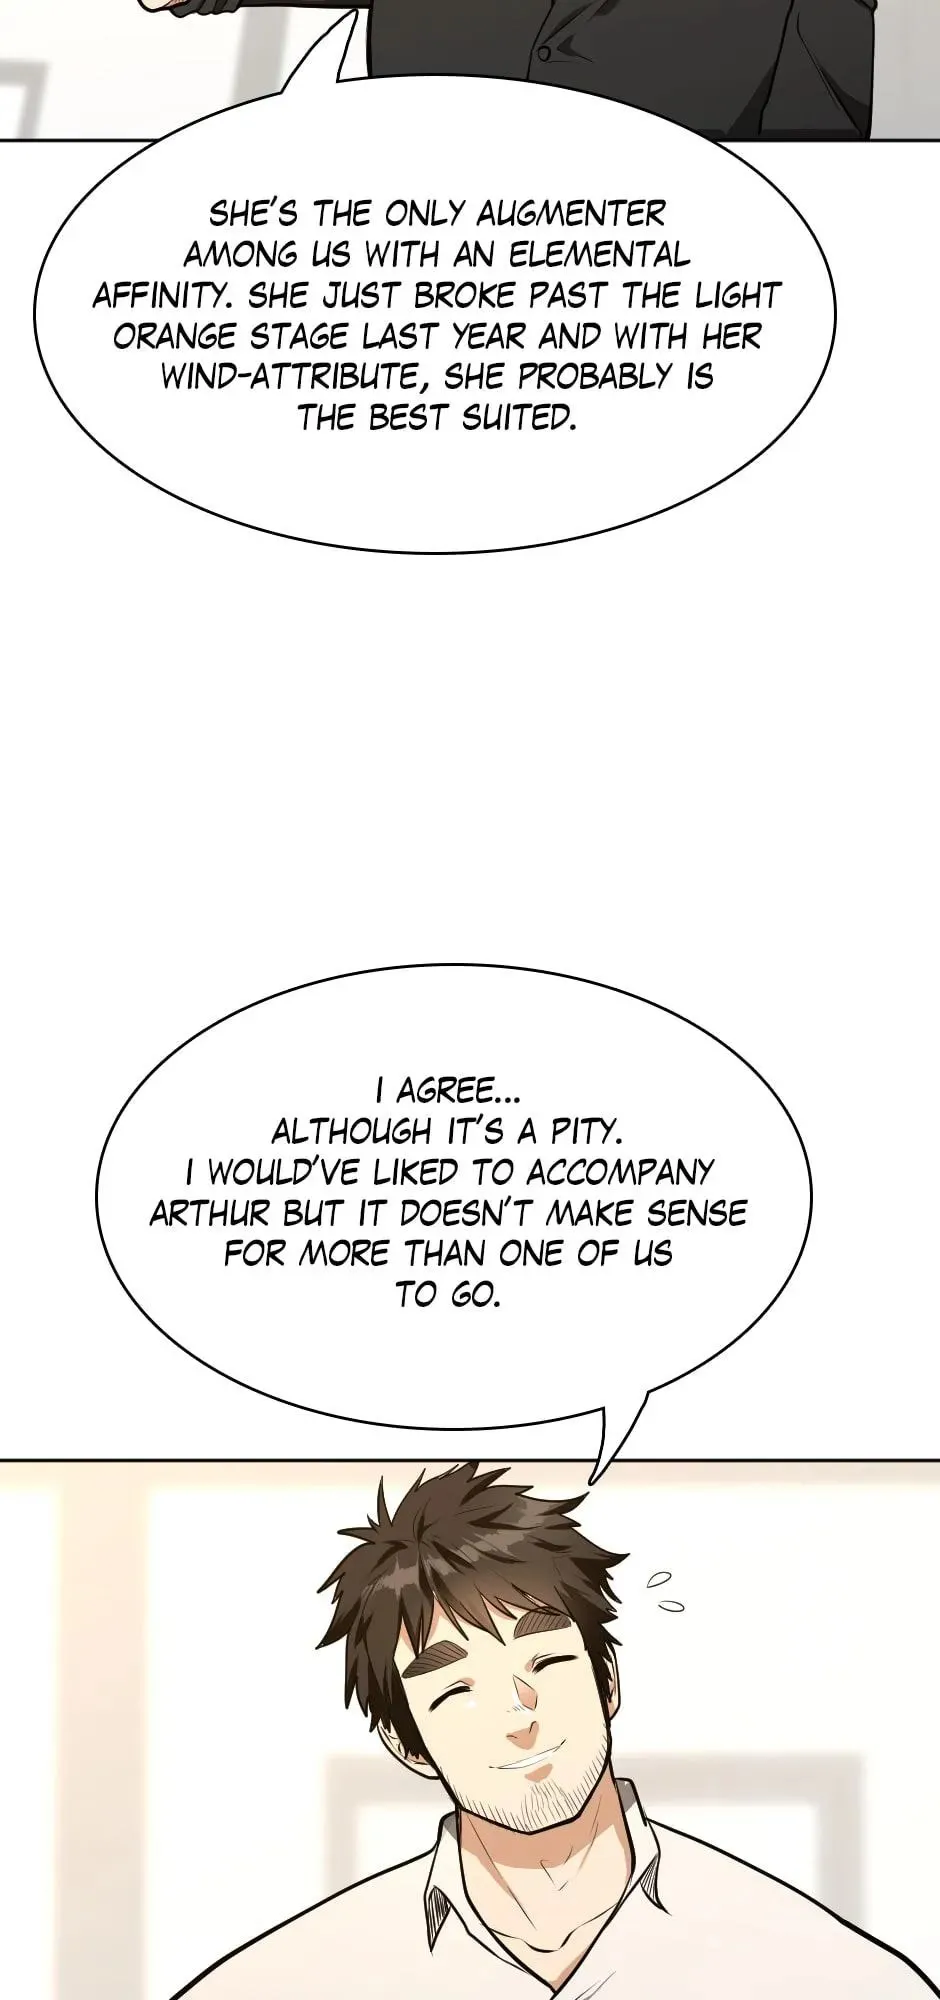 SHE'S THE ONLY AUGMENTER
AMONG US WITH AN ELEMENTAL
AFFINITY. SHE JUST BROKE PAST THE LIGHT
ORANGE STAGE LAST YEAR AND WITH HER
WIND-ATTRIBUTE, SHE PROBABLY IS
THE BEST SUITED.
I AGREE...
ALTHOUGH IT'S A PITY.
I WOULD'VE LIKED TO ACCOMPANY
ARTHUR BUT IT DOESN'T MAKE SENSE
FOR MORE THAN ONE OF US
TO GO.